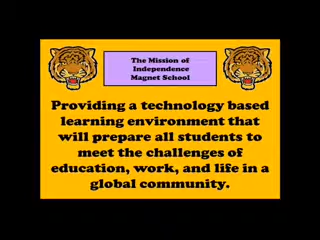 The Mission of
Independence
Magnet School
Providing a technology based
learning environment that
will prepare all students to
meet the challenges of
education, work, and life in a
global community.